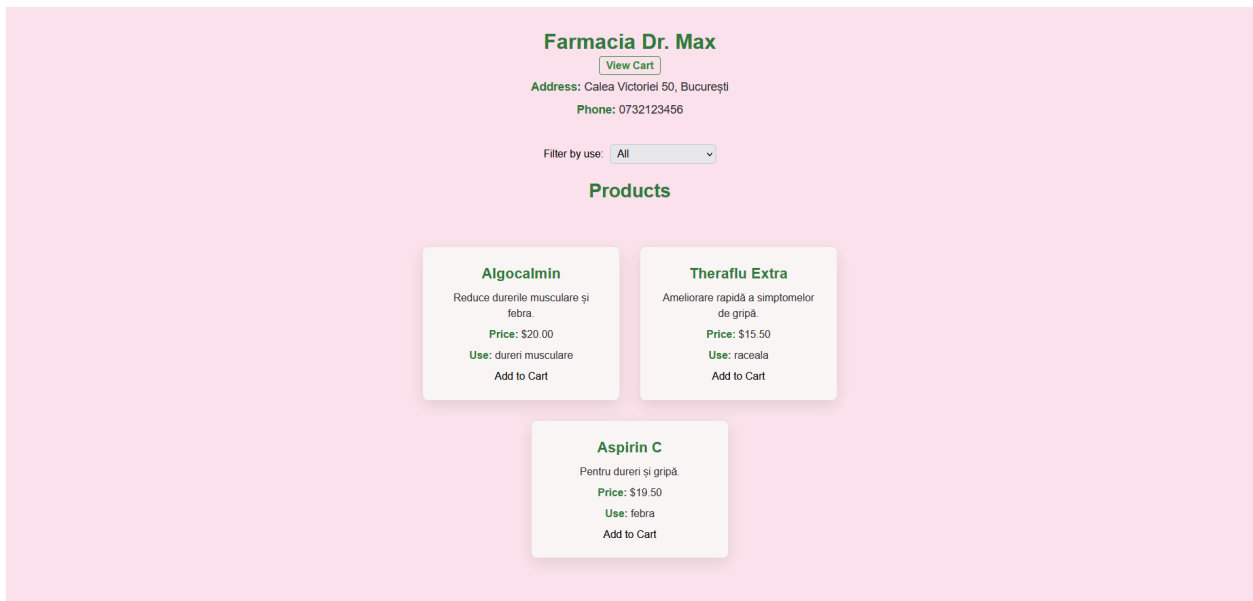 Farmacia Dr. Max
View Cart
Address: Calea Victoriei 50, București
Phone: 0732123456
Filter by use: All
Products
Algocalmin
Reduce durerile musculare și
febra.
Price: $20.00
Use: dureri musculare
Add to Cart
Theraflu Extra
Ameliorare rapidă a simptomelor
de gripă.
Price: $15.50
Use: raceala
Add to Cart
Aspirin C
Pentru dureri și gripă.
Price: $19.50
Use: febra
Add to Cart